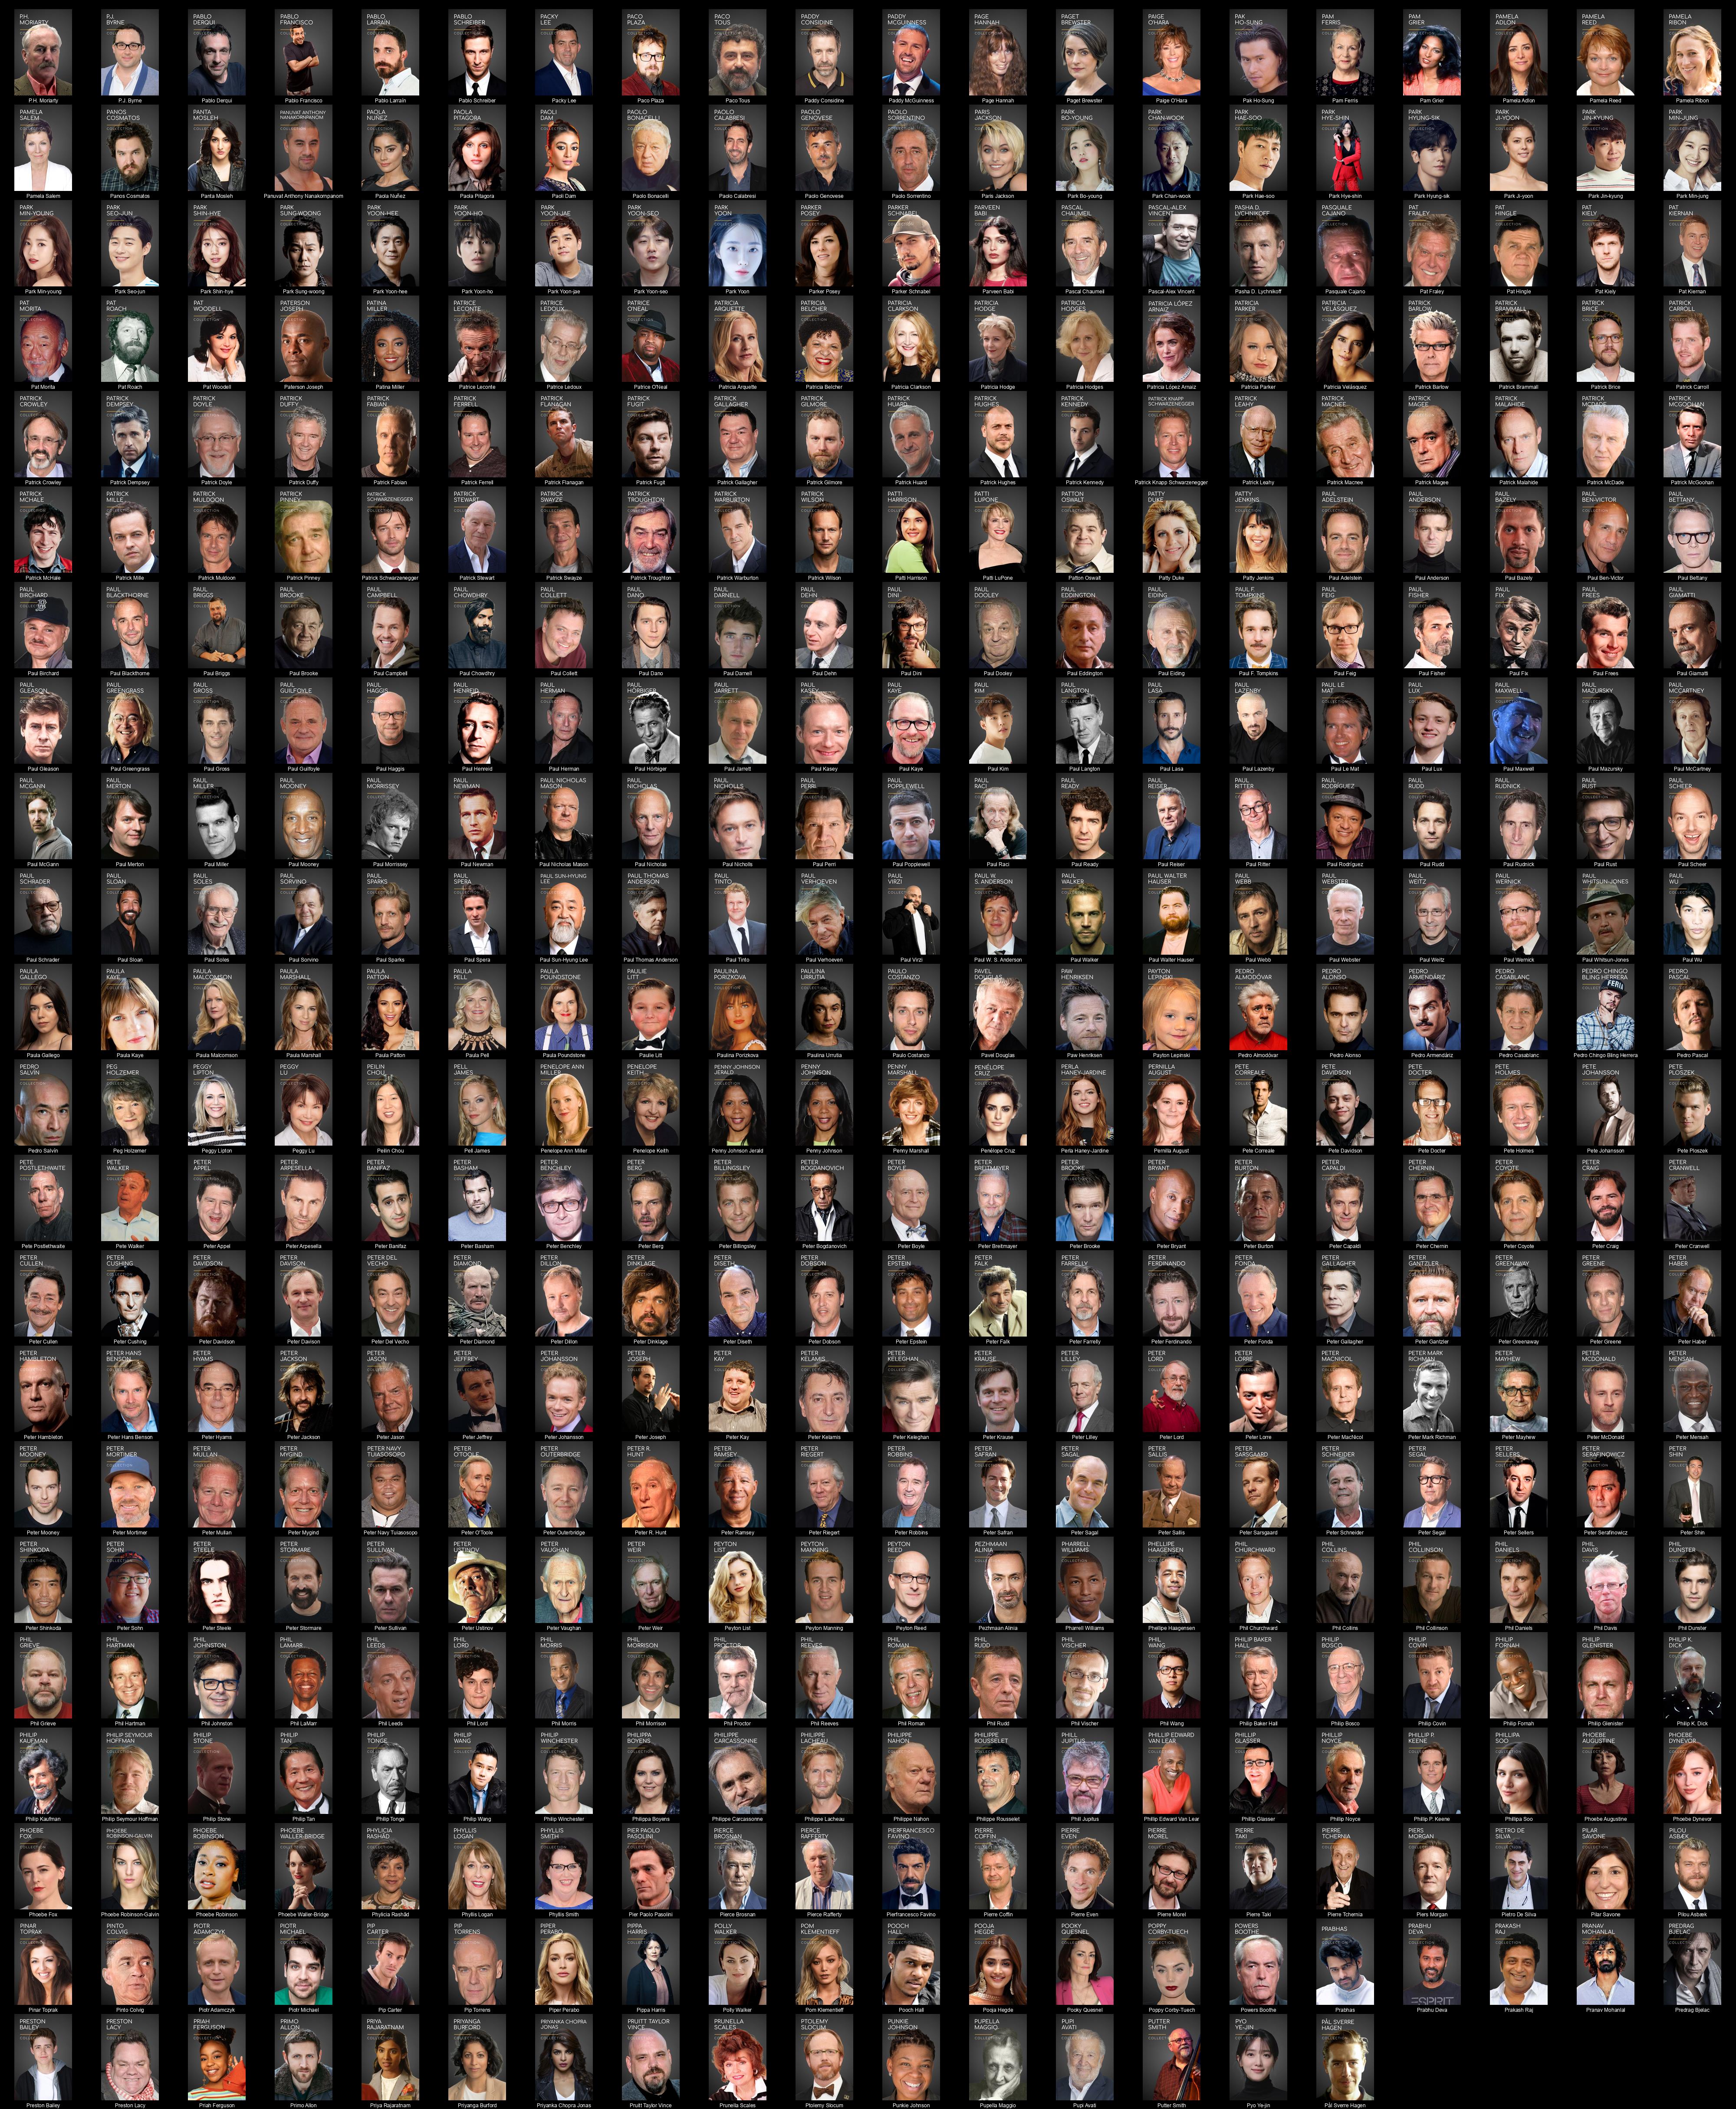 P.H. Moriarty
P.J. Byrne
Pablo Derqui
Pablo Francisco
Pablo Larraín
Pablo Schreiber
Packy Lee
Paco Plaza
Paco Tous
Paddy Considine
Paddy McGuinness
Page Hannah
Paget Brewster
Paige O'Hara
Pak Ho-Sung
Pam Ferris
Pam Grier
Pamela Adlon
Pamela Reed
Pamela Ribon
Pamela Salem
Panos Cosmatos
Panta Mosleh
Panuvat Anthony Nanakornpanom
Paola Nuñez
Paola Pitagora
Paoli Dam
Paolo Bonacelli
Paolo Calabresi
Paolo Genovese
Paolo Sorrentino
Paris Jackson
Park Bo-young
Park Chan-wook
Park Hae-soo
Park Hye-shin
Park Hyung-sik
Park Ji-yoon
Park Jin-kyung
Park Min-jung
Park Min-young
Park Seo-jun
Park Shin-hye
Park Sung-woong
Park Yoon-hee
Park Yoon-ho
Park Yoon-jae
Park Yoon-seo
Park Yoon
Parker Posey
Parker Schnabel
Parveen Babi
Pascal Chaumeil
Pascal-Alex Vincent
Pasha D. Lychnikoff
Pasquale Cajano
Pat Fraley
Pat Hingle
Pat Kiely
Pat Kiernan
Pat Morita
Pat Roach
Pat Woodell
Paterson Joseph
Patina Miller
Patrice Leconte
Patrice Ledoux
Patrice O'Neal
Patricia Arquette
Patricia Belcher
Patricia Clarkson
Patricia Hodge
Patricia Hodges
Patricia López Arnaiz
Patricia Parker
Patricia Velásquez
Patrick Barlow
Patrick Brammall
Patrick Brice
Patrick Carroll
Patrick Crowley
Patrick Dempsey
Patrick Doyle
Patrick Duffy
Patrick Fabian
Patrick Ferrell
Patrick Flanagan
Patrick Fugit
Patrick Gallagher
Patrick Gilmore
Patrick Huard
Patrick Hughes
Patrick Kennedy
Patrick Knapp Schwarzenegger
Patrick Leahy
Patrick Macnee
Patrick Magee
Patrick Malahide
Patrick McDade
Patrick McGoohan
Patrick McHale
Patrick Mille
Patrick Muldoon
Patrick Pinney
Patrick Schwarzenegger
Patrick Stewart
Patrick Swayze
Patrick Troughton
Patrick Warburton
Patrick Wilson
Patti Harrison
Patti LuPone
Patton Oswalt
Patty Duke
Patty Jenkins
Paul Adelstein
Paul Anderson
Paul Bazely
Paul Ben-Victor
Paul Bettany
Paul Birchard
Paul Blackthorne
Paul Briggs
Paul Brooke
Paul Campbell
Paul Chowdhry
Paul Collett
Paul Dano
Paul Darnell
Paul Dehn
Paul Dini
Paul Dooley
Paul Eddington
Paul Eiding
Paul F. Tompkins
Paul Feig
Paul Fisher
Paul Fix
Paul Frees
Paul Giamatti
Paul Gleason
Paul Greengrass
Paul Gross
Paul Guilfoyle
Paul Haggis
Paul Henreid
Paul Herman
Paul Hörbiger
Paul Jarrett
Paul Kasey
Paul Kaye
Paul Kim
Paul Langton
Paul Lasa
Paul Lazenby
Paul Le Mat
Paul Lux
Paul Maxwell
Paul Mazursky
Paul McCartney
Paul McGann
Paul Merton
Paul Miller
Paul Mooney
Paul Morrissey
Paul Newman
Paul Nicholas Mason
Paul Nicholas
Paul Nicholls
Paul Perri
Paul Popplewell
Paul Raci
Paul Ready
Paul Reiser
Paul Ritter
Paul Rodríguez
Paul Rudd
Paul Rudnick
Paul Rust
Paul Scheer
Paul Schrader
Paul Sloan
Paul Soles
Paul Sorvino
Paul Sparks
Paul Spera
Paul Sun-Hyung Lee
Paul Thomas Anderson
Paul Tinto
Paul Verhoeven
Paul Virzi
Paul W. S. Anderson
Paul Walker
Paul Walter Hauser
Paul Webb
Paul Webster
Paul Weitz
Paul Wernick
Paul Whitsun-Jones
Paul Wu
Paula Gallego
Paula Kaye
Paula Malcomson
Paula Marshall
Paula Patton
Paula Pell
Paula Poundstone
Paulie Litt
Paulina Porizkova
Paulina Urrutia
Paulo Costanzo
Pavel Douglas
Paw Henriksen
Payton Lepinski
Pedro Almodóvar
Pedro Alonso
Pedro Armendáriz
Pedro Casablanc
Pedro Chingo Bling Herrera
Pedro Pascal
Pedro Salvín
Peg Holzemer
Peggy Lipton
Peggy Lu
Peilin Chou
Pell James
Penelope Ann Miller
Penelope Keith
Penny Johnson Jerald
Penny Johnson
Penny Marshall
Penélope Cruz
Perla Haney-Jardine
Pernilla August
Pete Correale
Pete Davidson
Pete Docter
Pete Holmes
Pete Johansson
Pete Ploszek
Pete Postlethwaite
Pete Walker
Peter Appel
Peter Arpesella
Peter Banifaz
Peter Basham
Peter Benchley
Peter Berg
Peter Billingsley
Peter Bogdanovich
Peter Boyle
Peter Breitmayer
Peter Brooke
Peter Bryant
Peter Burton
Peter Capaldi
Peter Chernin
Peter Coyote
Peter Craig
Peter Cranwell
Peter Cullen
Peter Cushing
Peter Davidson
Peter Davison
Peter Del Vecho
Peter Diamond
Peter Dillon
Peter Dinklage
Peter Diseth
Peter Dobson
Peter Epstein
Peter Falk
Peter Farrelly
Peter Ferdinando
Peter Fonda
Peter Gallagher
Peter Gantzler
Peter Greenaway
Peter Greene
Peter Haber
Peter Hambleton
Peter Hans Benson
Peter Hyams
Peter Jackson
Peter Jason
Peter Jeffrey
Peter Johansson
Peter Joseph
Peter Kay
Peter Kelamis
Peter Keleghan
Peter Krause
Peter Lilley
Peter Lord
Peter Lorre
Peter MacNicol
Peter Mark Richman
Peter Mayhew
Peter McDonald
Peter Mensah
Peter Mooney
Peter Mortimer
Peter Mullan
Peter Mygind
Peter Navy Tuiasosopo
Peter O'Toole
Peter Outerbridge
Peter R. Hunt
Peter Ramsey
Peter Riegert
Peter Robbins
Peter Safran
Peter Sagal
Peter Sallis
Peter Sarsgaard
Peter Schneider
Peter Segal
Peter Sellers
Peter Serafinowicz
Peter Shin
Peter Shinkoda
Peter Sohn
Peter Steele
Peter Stormare
Peter Sullivan
Peter Ustinov
Peter Vaughan
Peter Weir
Peyton List
Peyton Manning
Peyton Reed
Pezhmaan Alinia
Pharrell Williams
Phellipe Haagensen
Phil Churchward
Phil Collins
Phil Collinson
Phil Daniels
Phil Davis
Phil Dunster
Phil Grieve
Phil Hartman
Phil Johnston
Phil LaMarr
Phil Leeds
Phil Lord
Phil Morris
Phil Morrison
Phil Proctor
Phil Reeves
Phil Roman
Phil Rudd
Phil Vischer
Phil Wang
Philip Baker Hall
Philip Bosco
Philip Covin
Philip Fornah
Philip Glenister
Philip K. Dick
Philip Kaufman
Philip Seymour Hoffman
Philip Stone
Philip Tan
Philip Tonge
Philip Wang
Philip Winchester
Philippa Boyens
Philippe Carcassonne
Philippe Lacheau
Philippe Nahon
Philippe Rousselet
Phill Jupitus
Phillip Edward Van Lear
Phillip Glasser
Phillip Noyce
Phillip P. Keene
Phillipa Soo
Phoebe Augustine
Phoebe Dynevor
Phoebe Fox
Phoebe Robinson-Galvin
Phoebe Robinson
Phoebe Waller-Bridge
Phylicia Rashād
Phyllis Logan
Phyllis Smith
Pier Paolo Pasolini
Pierce Brosnan
Pierce Rafferty
Pierfrancesco Favino
Pierre Coffin
Pierre Even
Pierre Morel
Pierre Taki
Pierre Tchernia
Piers Morgan
Pietro De Silva
Pilar Savone
Pilou Asbæk
Pinar Toprak
Pinto Colvig
Piotr Adamczyk
Piotr Michael
Pip Carter
Pip Torrens
Piper Perabo
Pippa Harris
Polly Walker
Pom Klementieff
Pooch Hall
Pooja Hegde
Pooky Quesnel
Poppy Corby-Tuech
Powers Boothe
Prabhas
Prabhu Deva
Prakash Raj
Pranav Mohanlal
Predrag Bjelac
Preston Bailey
Preston Lacy
Priah Ferguson
Primo Allon
Priya Rajaratnam
Priyanga Burford
Priyanka Chopra Jonas
Pruitt Taylor Vince
Prunella Scales
Ptolemy Slocum
Punkie Johnson
Pupella Maggio
Pupi Avati
Putter Smith
Pyo Ye-jin
Pål Sverre Hagen